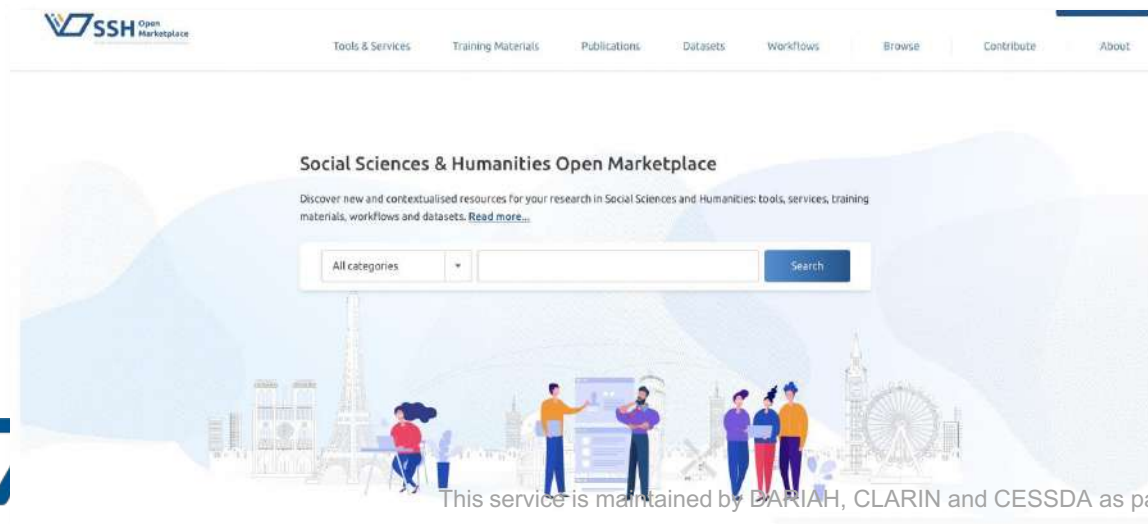 SSH Open
Marketplace
Tools & Services Training Materials Publications Datasets Workflows Browse Contribute About
Social Sciences & Humanities Open Marketplace
Discover new and contextualised resources for your research in Social Sciences and Humanities: tools, services, training
materials, workflows and datasets. Read more...
All categories Search
This service is maintained by DARIAH, CLARIN and CESSDA as pa